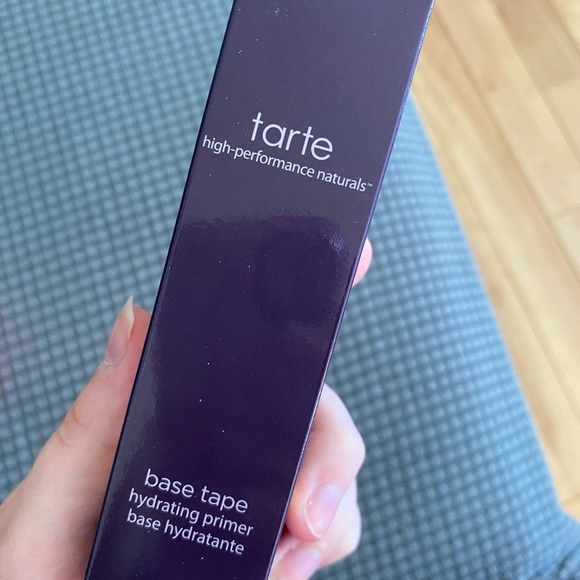 tarte
high-performance naturals™
base tape
hydrating primer
base hydratante